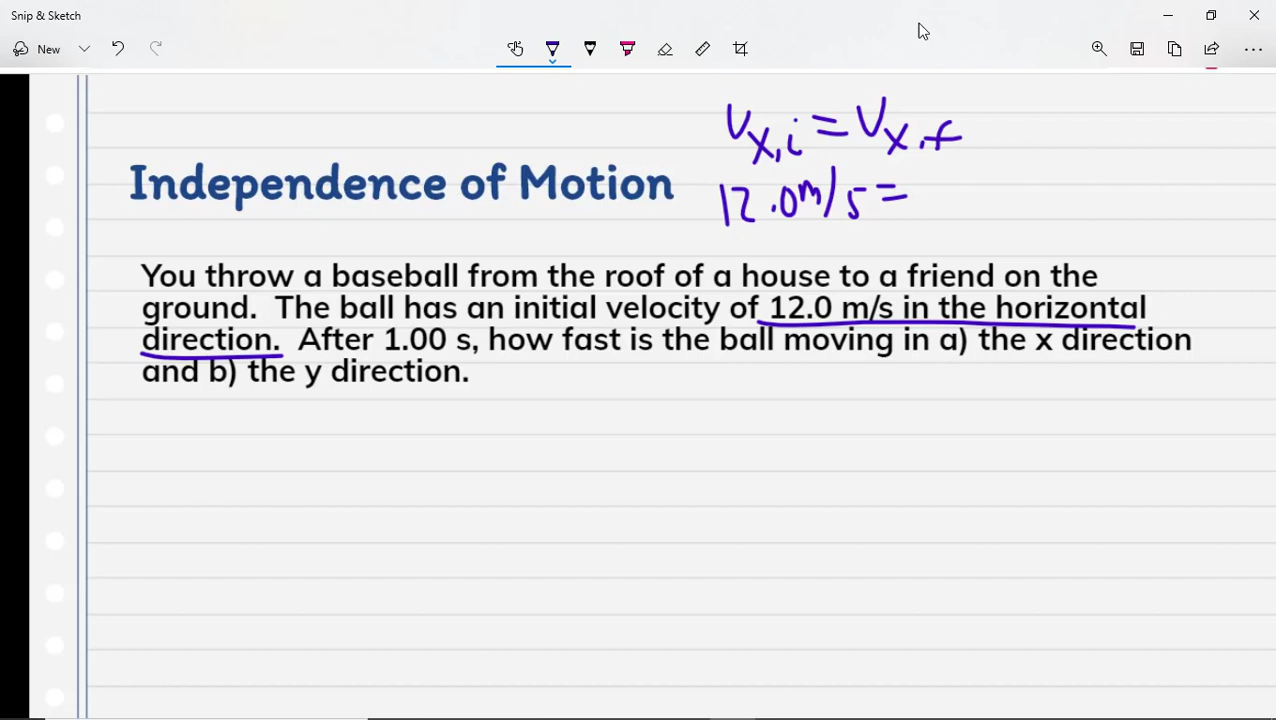 Snip & Sketch
New
Vx,i = Vx,f
Independence of Motion
12.0 m/s =
You throw a baseball from the roof of a house to a friend on the
ground. The ball has an initial velocity of 12.0 m/s in the horizontal
direction. After 1.00 s, how fast is the ball moving in a) the x direction
and b) the y direction.